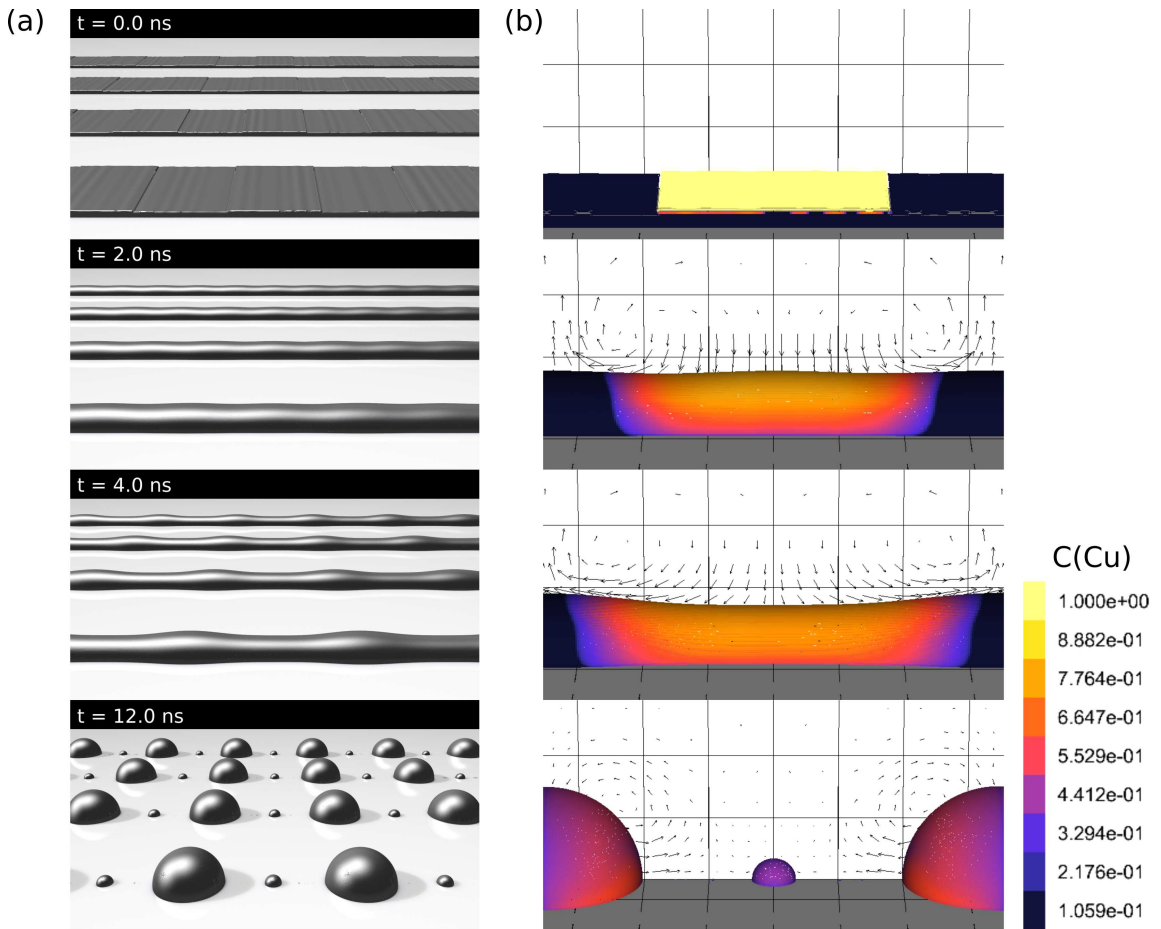 (a)
t = 0.0 ns
t = 2.0 ns
t = 4.0 ns
t = 12.0 ns
(b)
C(Cu)
1.000e+00
8.882e-01
7.764e-01
6.647e-01
5.529e-01
4.412e-01
3.294e-01
2.176e-01
1.059e-01